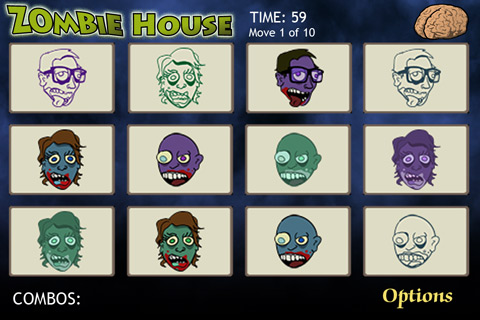 ZOMBIE HOUSE
TIME: 59
Move 1 of 10
COMBOS:
Options